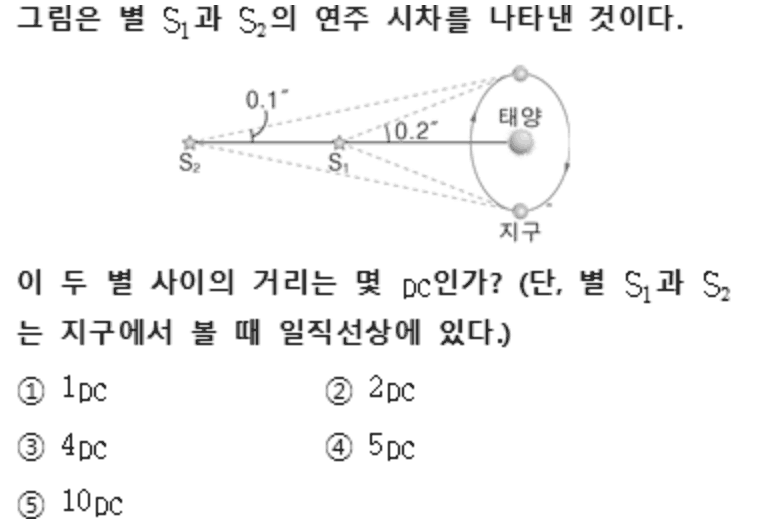 그림은 별 S₁과 S₂의 연주 시차를 나타낸 것이다.
0.1″
태양
0.2″
S₂
S₁
지구
이 두 별 사이의 거리는 몇 pc인가? (단, 별 S₁과 S₂
는 지구에서 볼 때 일직선상에 있다.)
① 1pc ② 2pc
③ 4pc ④ 5pc
⑤ 10pc